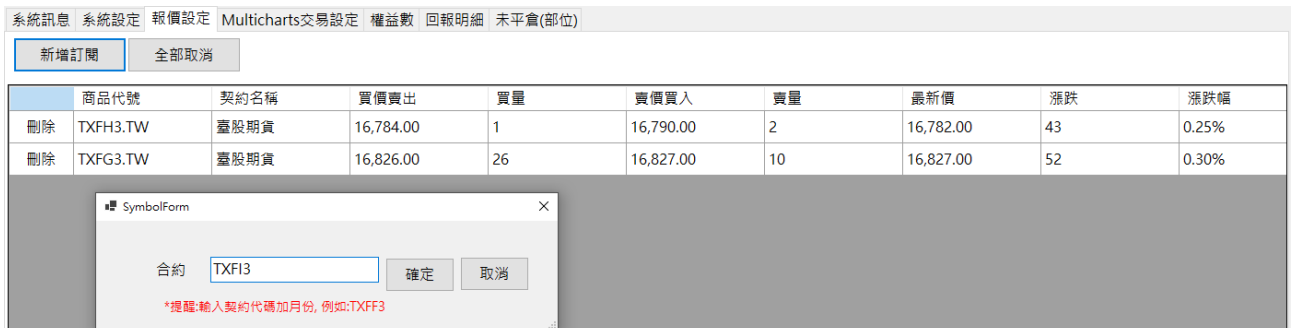 系統訊息 系統設定 報價設定 Multicharts交易設定 權益數 回報明細 未平倉(部位)
新增訂閱 全部取消
商品代號 契約名稱 買價賣出 買量 賣價買入 賣量 最新價 漲跌 漲跌幅
刪除 TXFH3.TW 臺股期貨 16,784.00 1 16,790.00 2 16,782.00 43 0.25%
刪除 TXFG3.TW 臺股期貨 16,826.00 26 16,827.00 10 16,827.00 52 0.30%
SymbolForm
合約 TXFI3 確定 取消
*提醒:輸入契約代碼加月份, 例如:TXFF3